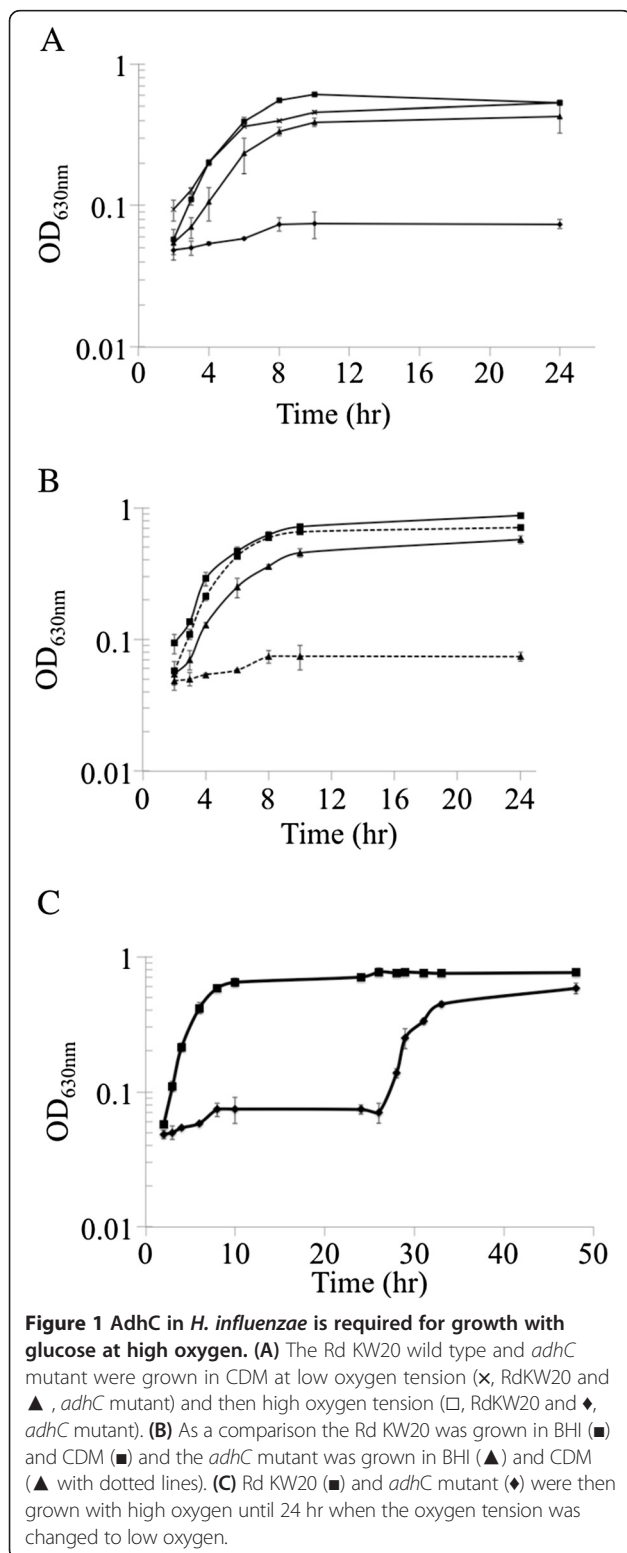 A
1
0.1
0.01
OD630nm
0 4 8 12 16 20 24
Time (hr)
B
1
0.1
0.01
OD630nm
0 4 8 12 16 20 24
Time (hr)
C
1
0.1
0.01
OD630nm
0 10 20 30 40 50
Time (hr)
Figure 1 AdhC in H. influenzae is required for growth with
glucose at high oxygen. (A) The Rd KW20 wild type and adhC
mutant were grown in CDM at low oxygen tension (×, RdKW20 and
▲ , adhC mutant) and then high oxygen tension (□, RdKW20 and ♦,
adhC mutant). (B) As a comparison the Rd KW20 was grown in BHI (■)
and CDM (■) and the adhC mutant was grown in BHI (▲) and CDM
(▲ with dotted lines). (C) Rd KW20 (■) and adhC mutant (♦) were then
grown with high oxygen until 24 hr when the oxygen tension was
changed to low oxygen.